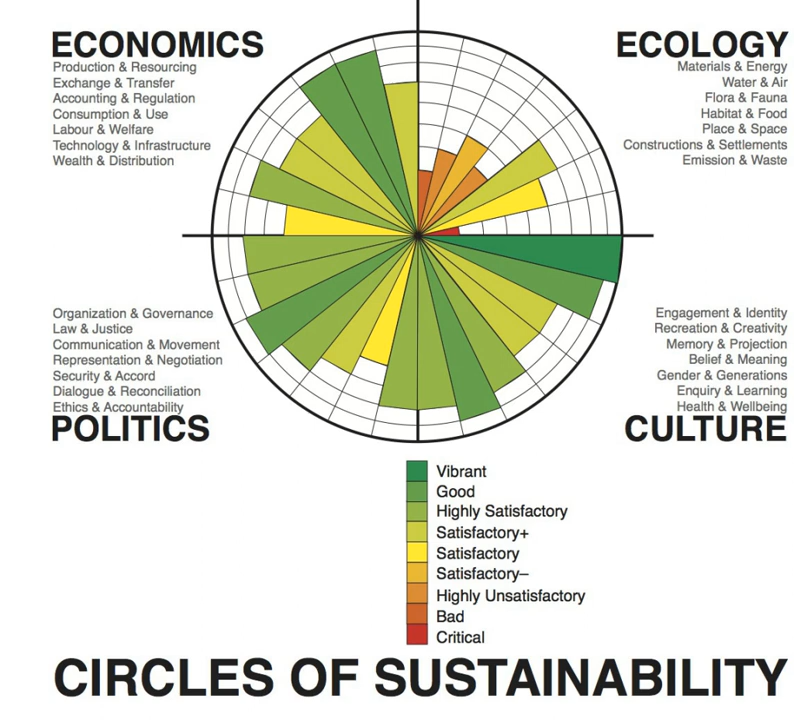 ECONOMICS
Production & Resourcing
Exchange & Transfer
Accounting & Regulation
Consumption & Use
Labour & Welfare
Technology & Infrastructure
Wealth & Distribution
ECOLOGY
Materials & Energy
Water & Air
Flora & Fauna
Habitat & Food
Place & Space
Constructions & Settlements
Emission & Waste
Organization & Governance
Law & Justice
Communication & Movement
Representation & Negotiation
Security & Accord
Dialogue & Reconciliation
Ethics & Accountability
POLITICS
Engagement & Identity
Recreation & Creativity
Memory & Projection
Belief & Meaning
Gender & Generations
Enquiry & Learning
Health & Wellbeing
CULTURE
Vibrant
Good
Highly Satisfactory
Satisfactory+
Satisfactory
Satisfactory–
Highly Unsatisfactory
Bad
Critical
CIRCLES OF SUSTAINABILITY